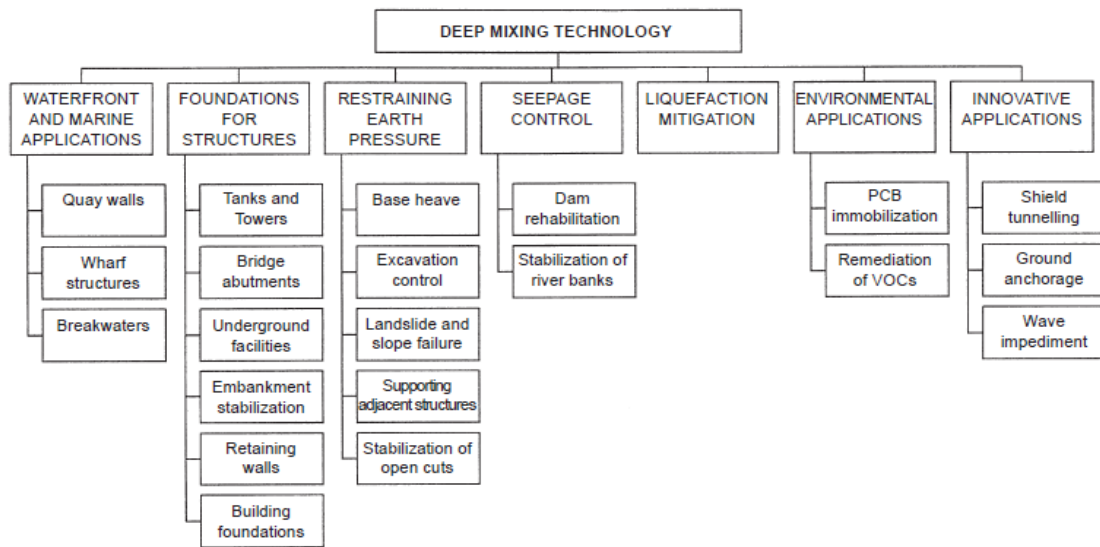 DEEP MIXING TECHNOLOGY
WATERFRONT
AND MARINE
APPLICATIONS
FOUNDATIONS
FOR
STRUCTURES
RESTRAINING
EARTH
PRESSURE
SEEPAGE
CONTROL
LIQUEFACTION
MITIGATION
ENVIRONMENTAL
APPLICATIONS
INNOVATIVE
APPLICATIONS
Quay walls
Wharf
structures
Breakwaters
Tanks and
Towers
Bridge
abutments
Underground
facilities
Embankment
stabilization
Retaining
walls
Building
foundations
Base heave
Excavation
control
Landslide and
slope failure
Supporting
adjacent structures
Stabilization of
open cuts
Dam
rehabilitation
Stabilization of
river banks
PCB
immobilization
Remediation
of VOCs
Shield
tunnelling
Ground
anchorage
Wave
impediment